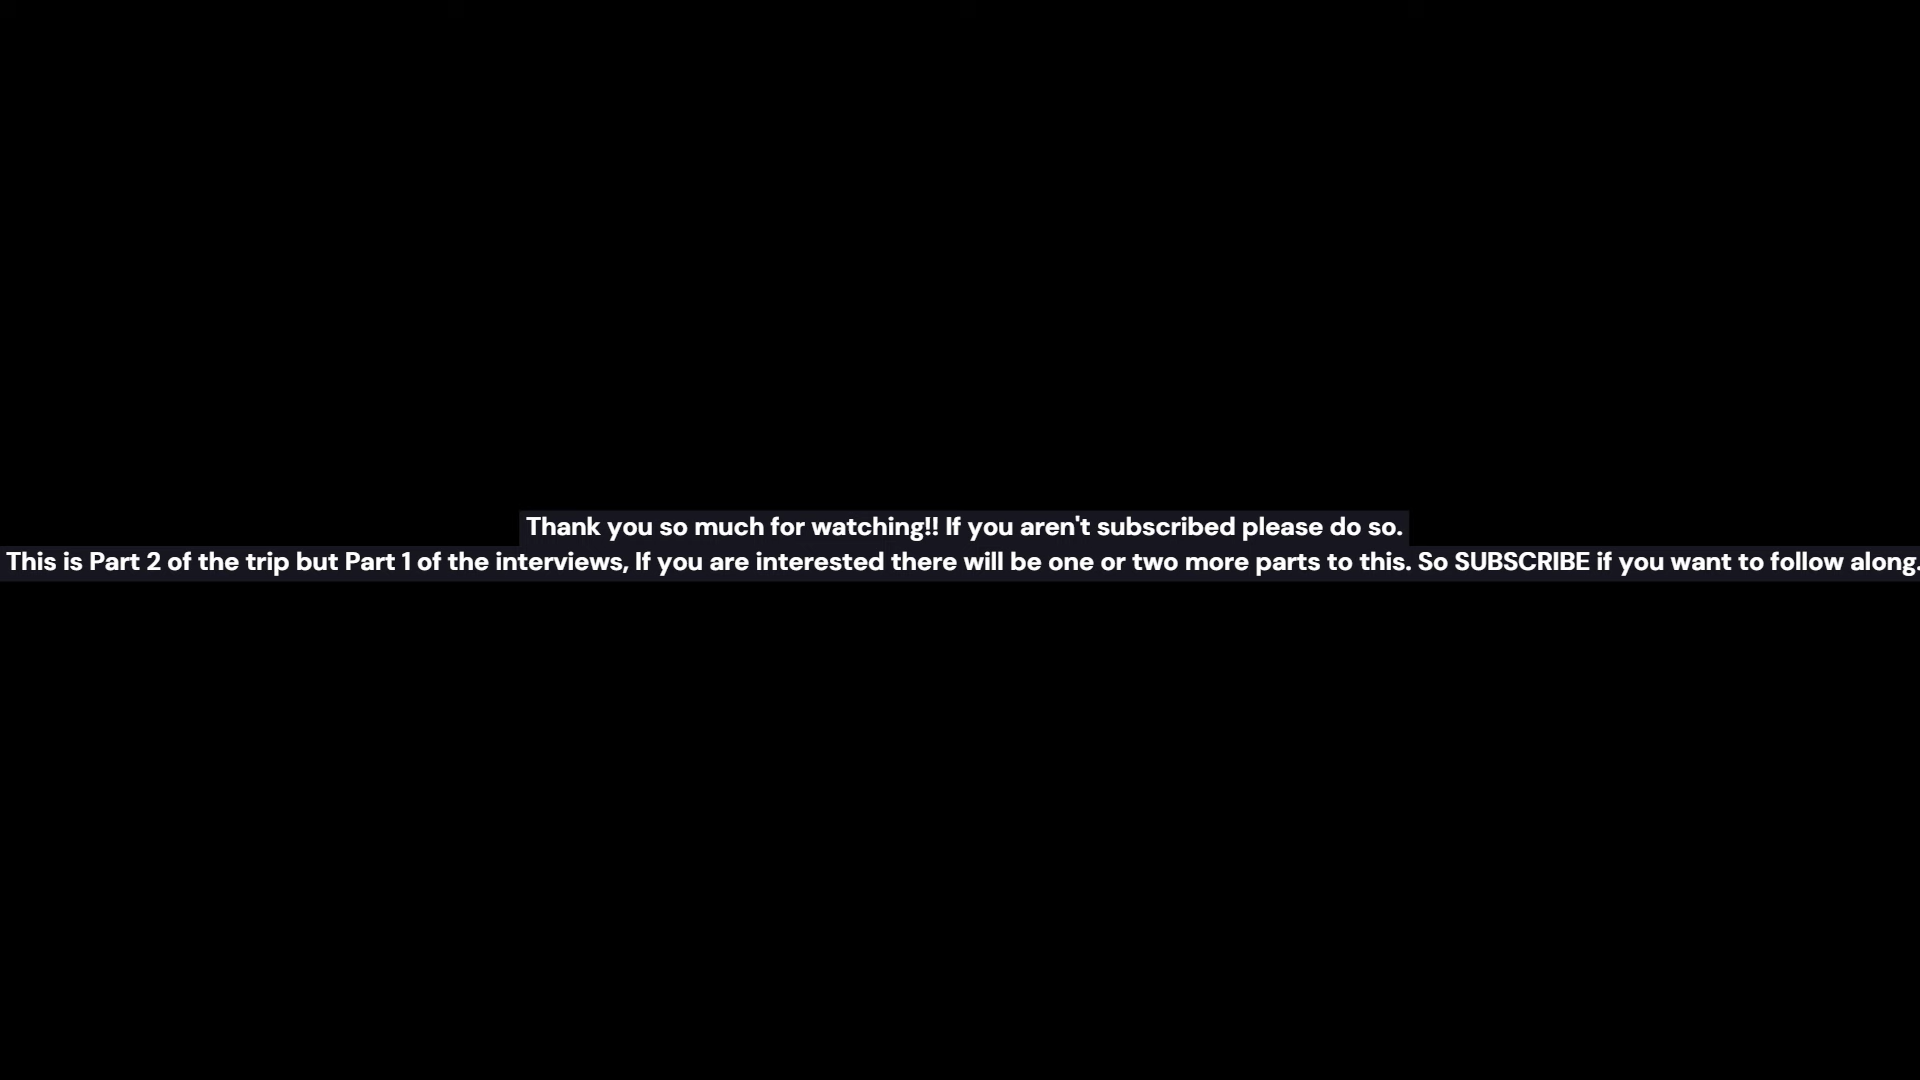 Thank you so much for watching!! If you aren't subscribed please do so.
This is Part 2 of the trip but Part 1 of the interviews, If you are interested there will be one or two more parts to this. So SUBSCRIBE if you want to follow along.